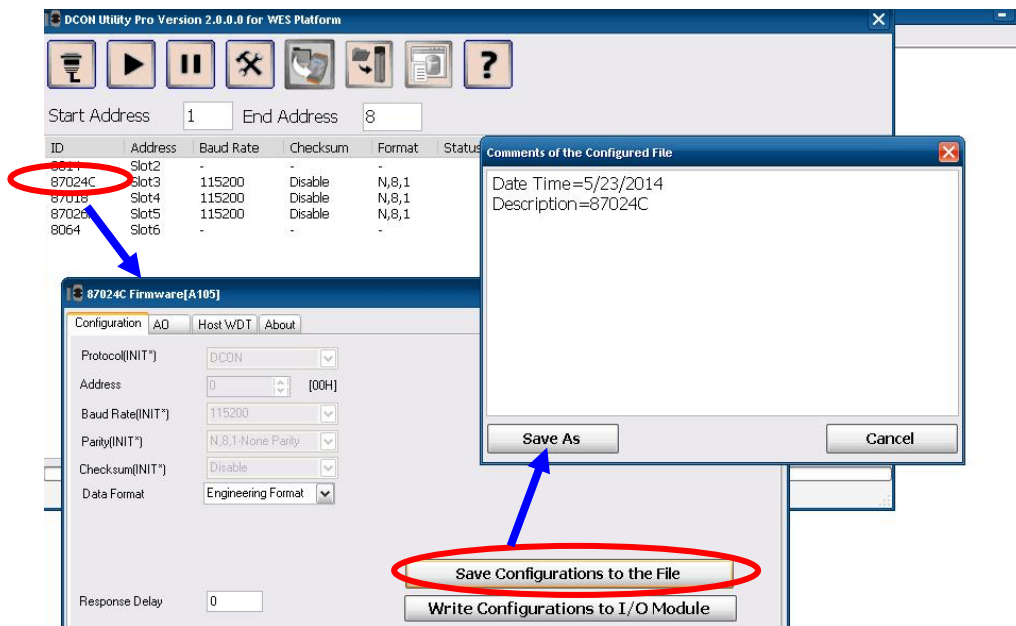 DCON Utility Pro Version 2.0.0.0 for WES Platform
?
Start Address 1 End Address 8
ID Address Baud Rate Checksum Format Status
8014 Slot2 - - -
87024C Slot3 115200 Disable N,8,1
87018 Slot4 115200 Disable N,8,1
87026 Slot5 115200 Disable N,8,1
8064 Slot6 - - -
Comments of the Configured File
Date Time=5/23/2014
Description=87024C
Save As Cancel
87024C Firmware[A105]
Configuration AO Host WDT About
Protocol(INIT*) DCON
Address 0 [00H]
Baud Rate(INIT*) 115200
Parity(INIT*) N,8,1-None Parity
Checksum(INIT*) Disable
Data Format Engineering Format
Save Configurations to the File
Response Delay 0
Write Configurations to I/O Module